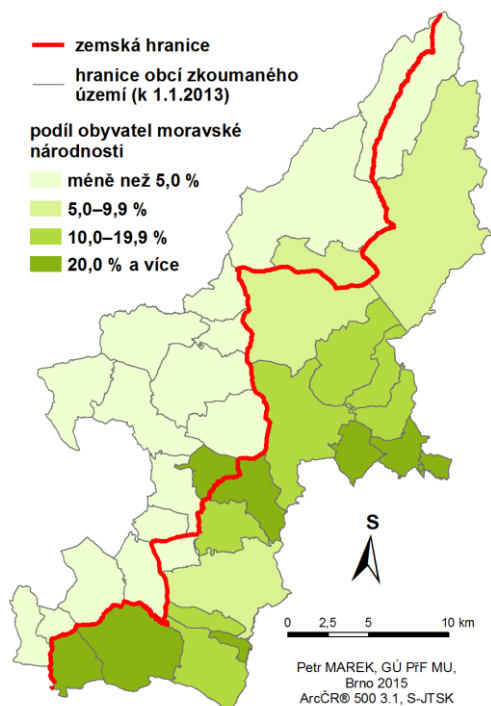 zemská hranice
hranice obcí zkoumaného
území (k 1.1.2013)
podíl obyvatel moravské
národnosti
méně než 5,0 %
5,0–9,9 %
10,0–19,9 %
20,0 % a více
S
0 2,5 5 10 km
Petr MAREK, GÚ PřF MU,
Brno 2015
ArcČR® 500 3.1, S-JTSK